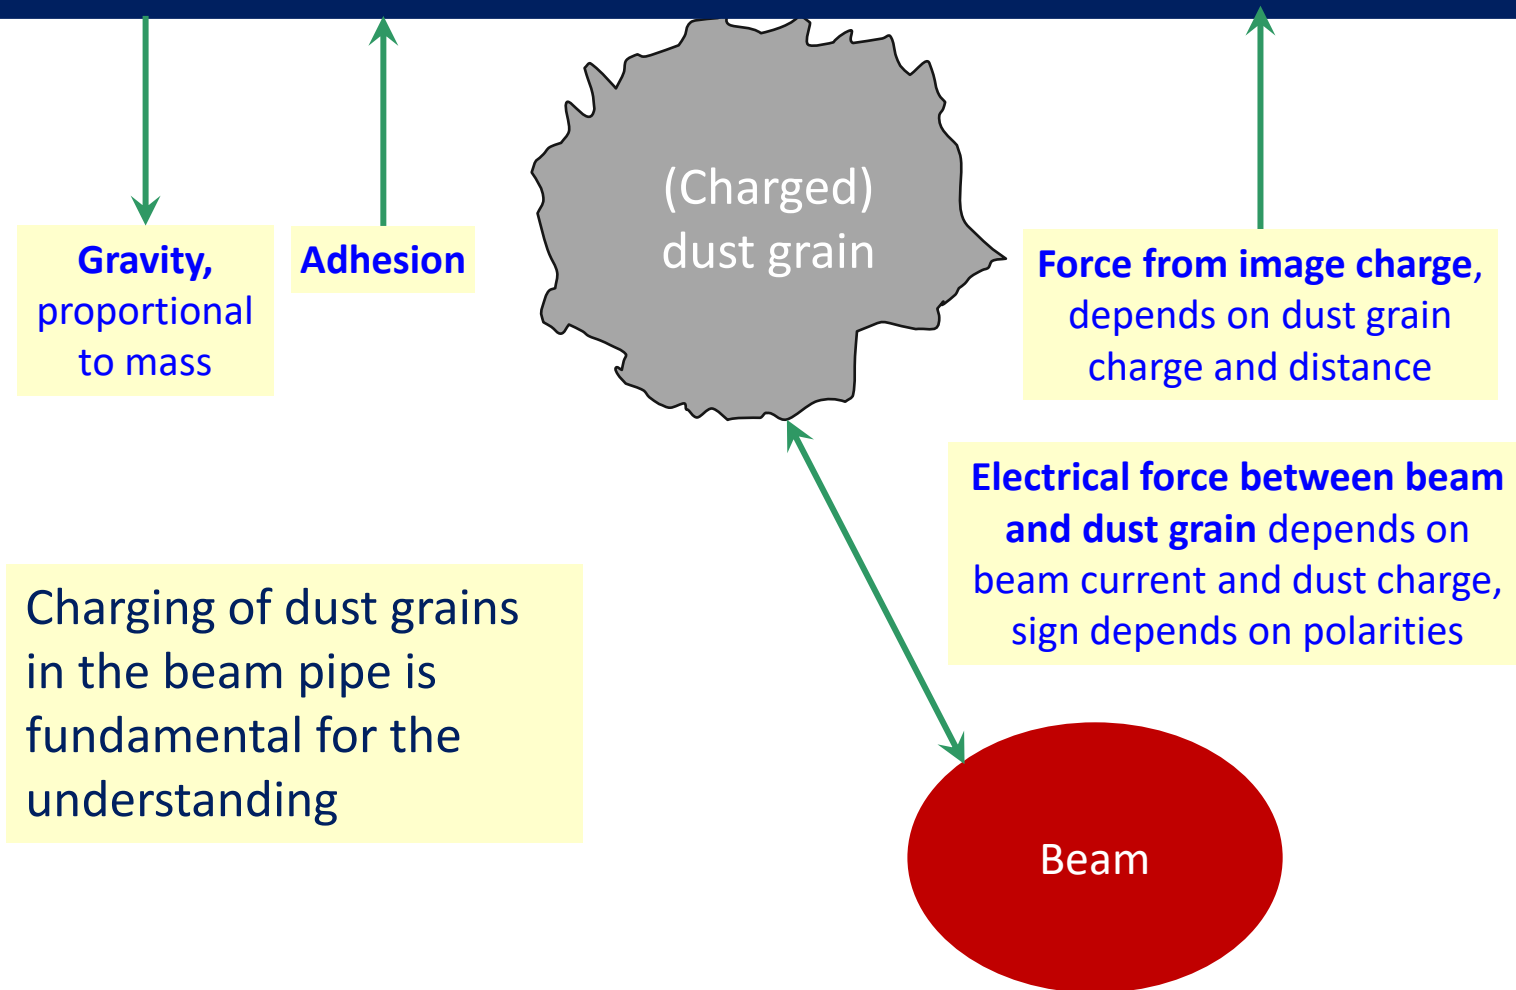 (Charged)
dust grain
Gravity,
proportional
to mass
Adhesion
Force from image charge,
depends on dust grain
charge and distance
Electrical force between beam
and dust grain depends on
beam current and dust charge,
sign depends on polarities
Charging of dust grains
in the beam pipe is
fundamental for the
understanding
Beam